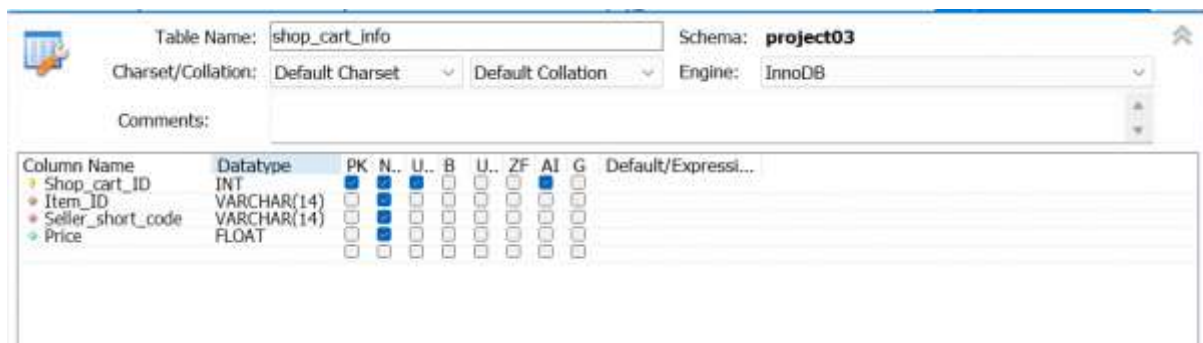 Table Name: shop_cart_info Schema: project03
Charset/Collation: Default Charset Default Collation Engine: InnoDB
Comments:
Column Name Datatype PK N.. U.. B U.. ZF AI G Default/Expressi...
Shop_cart_ID INT
Item_ID VARCHAR(14)
Seller_short_code VARCHAR(14)
Price FLOAT